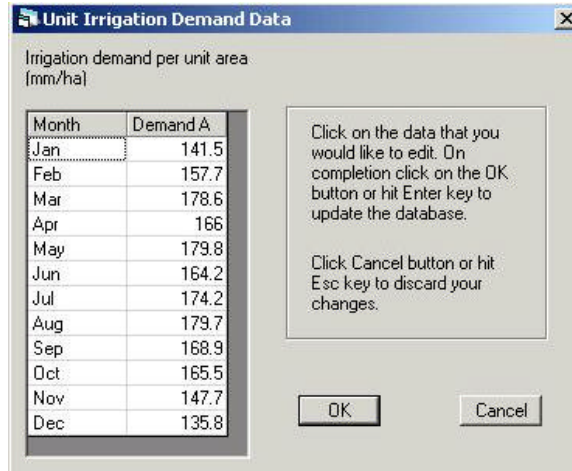 Unit Irrigation Demand Data
Irrigation demand per unit area
(mm/ha)
Month Demand A
Jan 141.5
Feb 157.7
Mar 178.6
Apr 166
May 179.8
Jun 164.2
Jul 174.2
Aug 179.7
Sep 168.9
Oct 165.5
Nov 147.7
Dec 135.8
Click on the data that you
would like to edit. On
completion click on the OK
button or hit Enter key to
update the database.
Click Cancel button or hit
Esc key to discard your
changes.
OK
Cancel